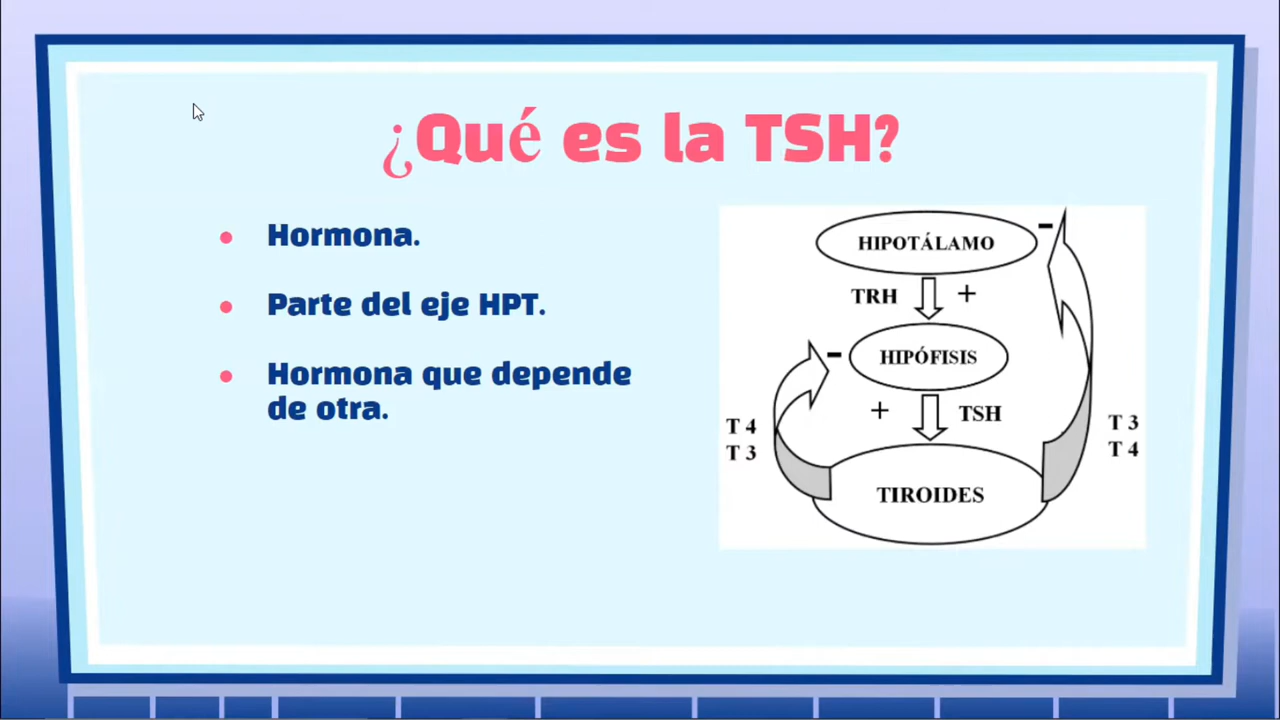 ¿Qué es la TSH?
Hormona.
Parte del eje HPT.
Hormona que depende
de otra.
HIPOTÁLAMO
-
TRH
+
-
HIPÓFISIS
+
TSH
T 4
T 3
T 3
T 4
TIROIDES